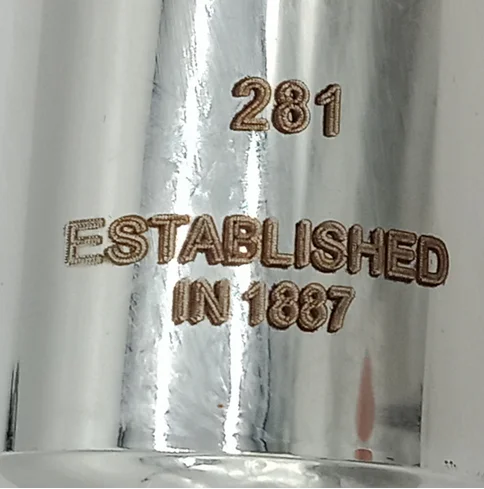 281
ESTABLISHED
IN 1887